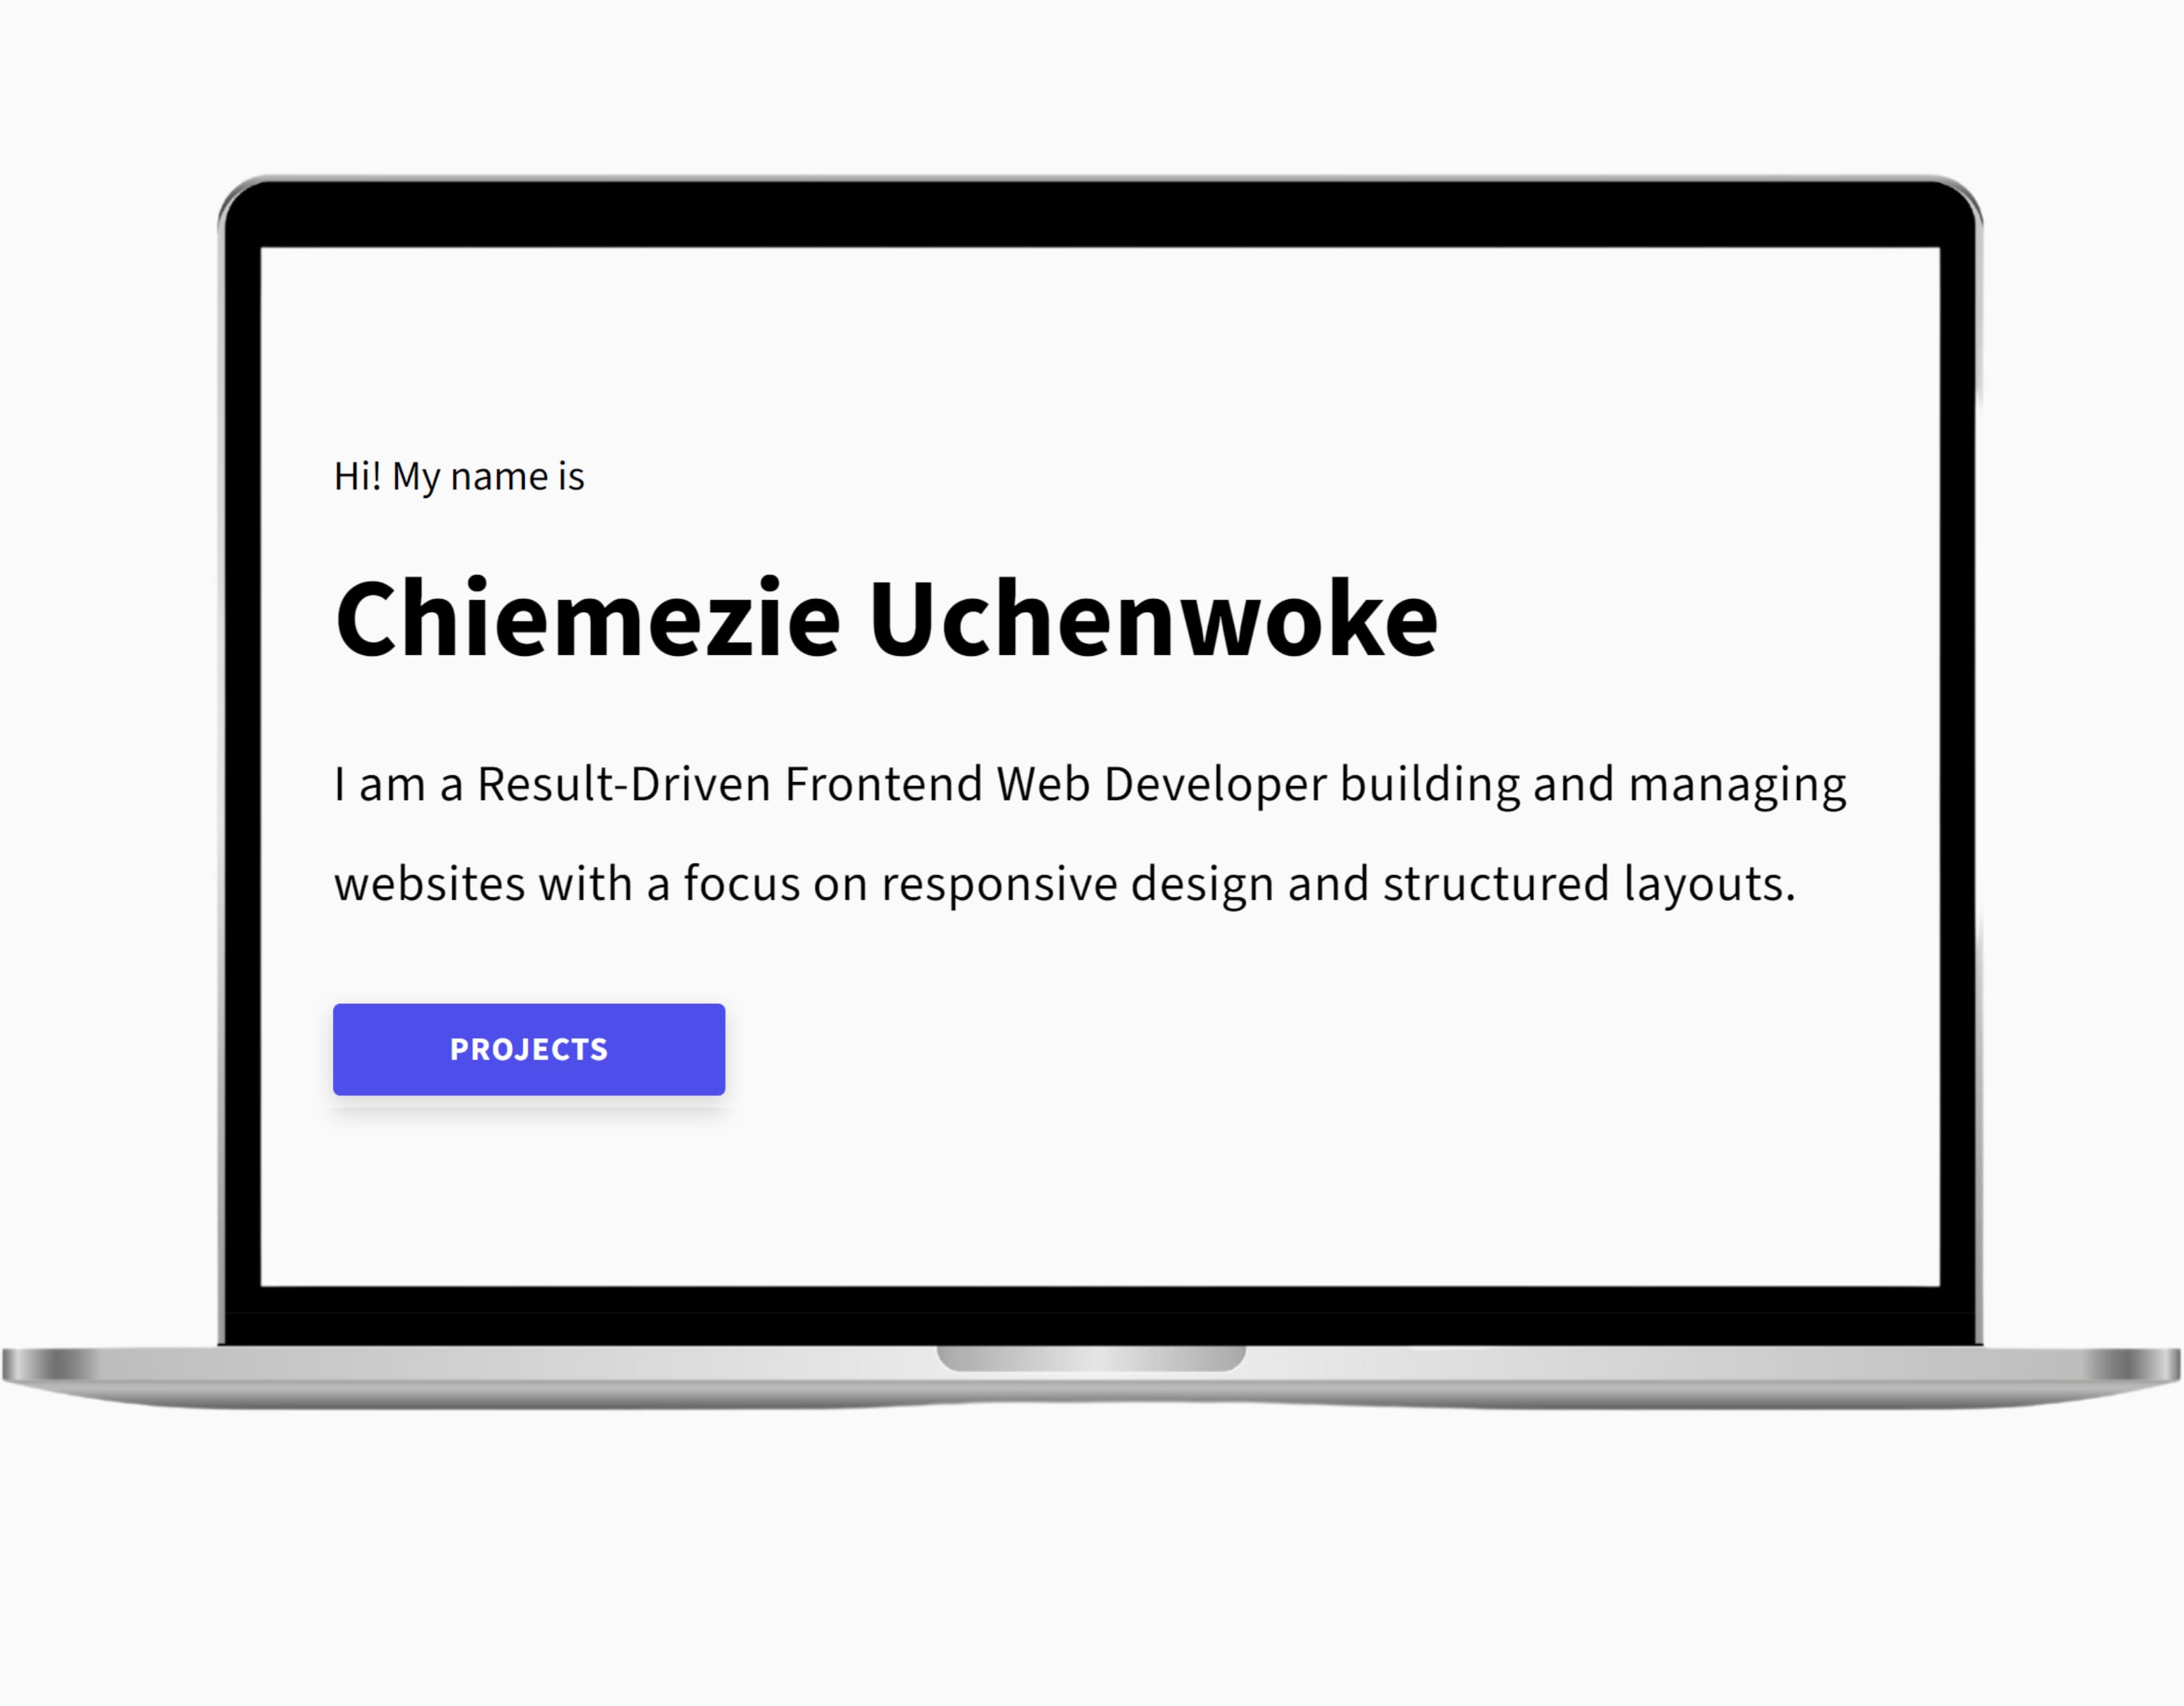 Hi! My name is
Chiemezie Uchenwoke
I am a Result-Driven Frontend Web Developer building and managing
websites with a focus on responsive design and structured layouts.
PROJECTS